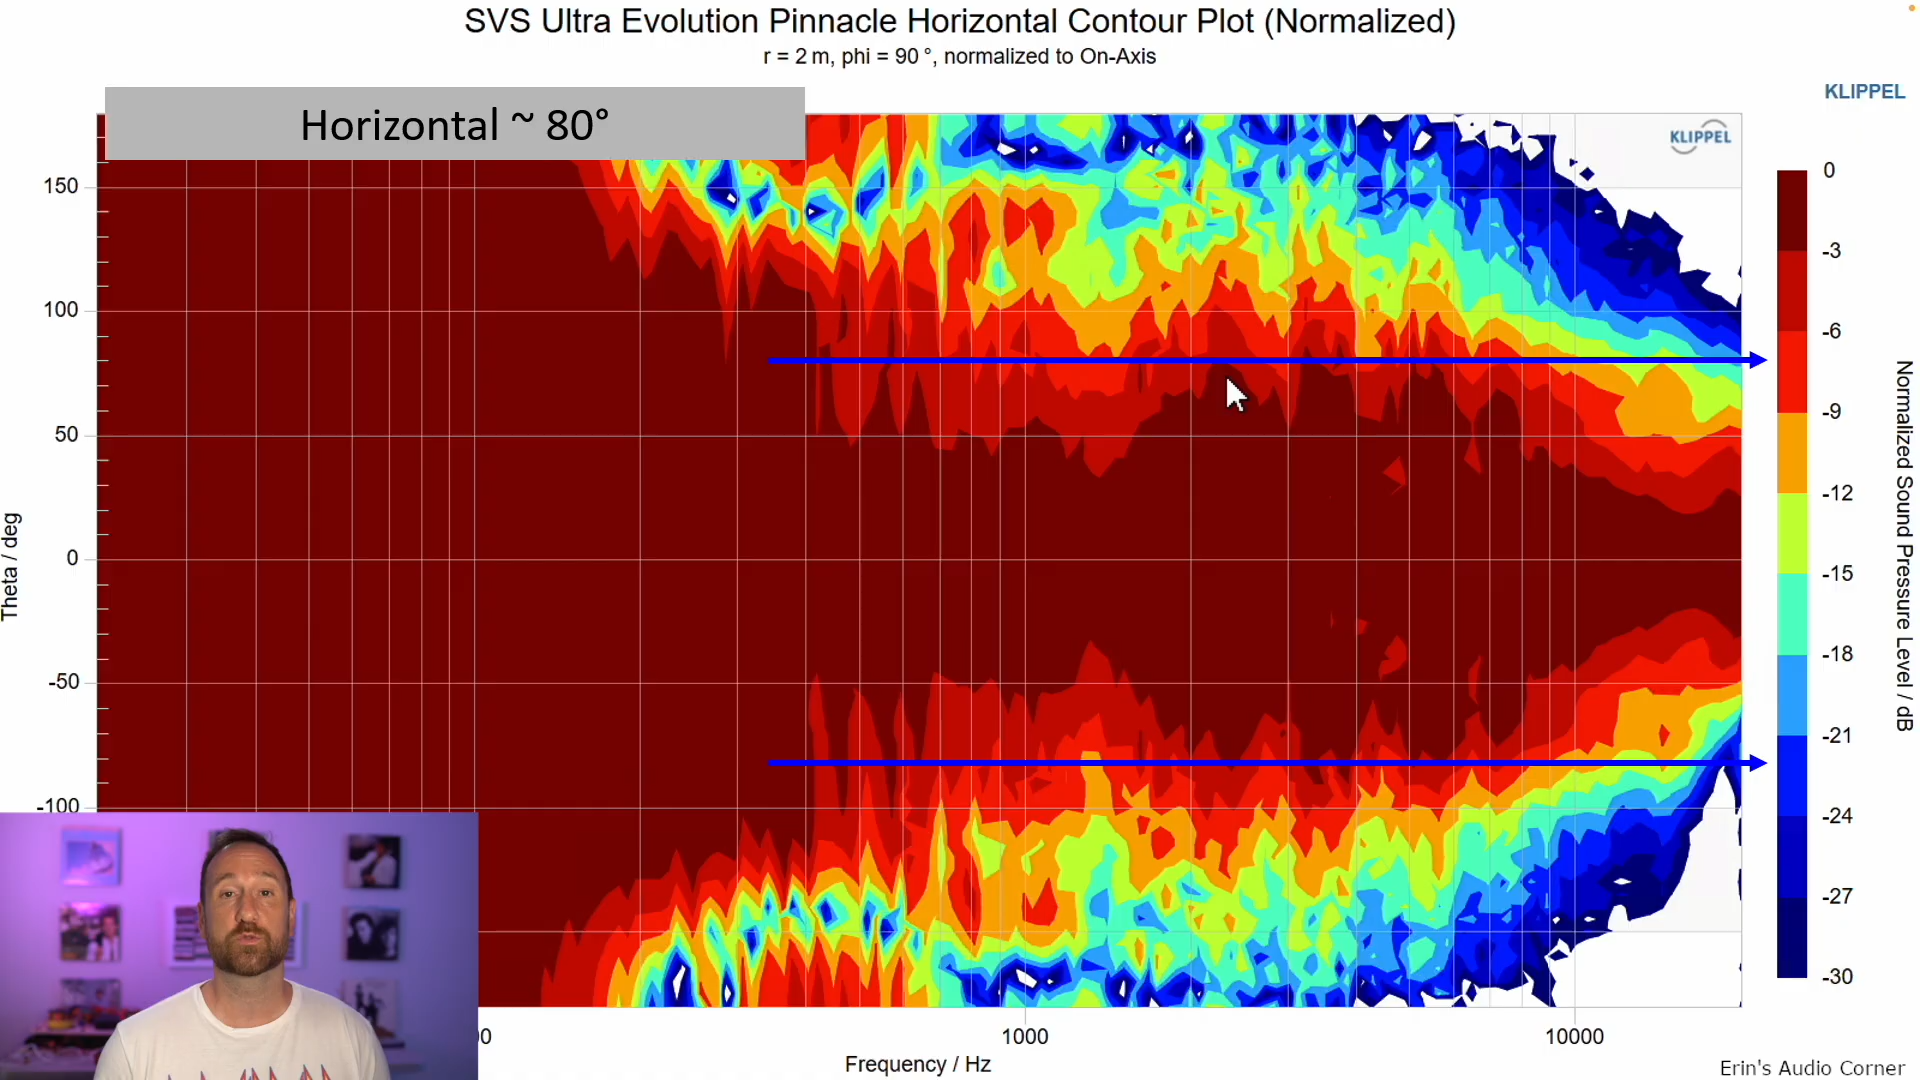 SVS Ultra Evolution Pinnacle Horizontal Contour Plot (Normalized)
r = 2 m, phi = 90 °, normalized to On-Axis
KLIPPEL
Horizontal ~ 80°
KLIPPEL
150
100
50
0
-50
-100
Theta / deg
0
-3
-6
-9
-12
-15
-18
-21
-24
-27
-30
Normalized Sound Pressure Level / dB
00
1000
10000
Frequency / Hz
Erin's Audio Corner